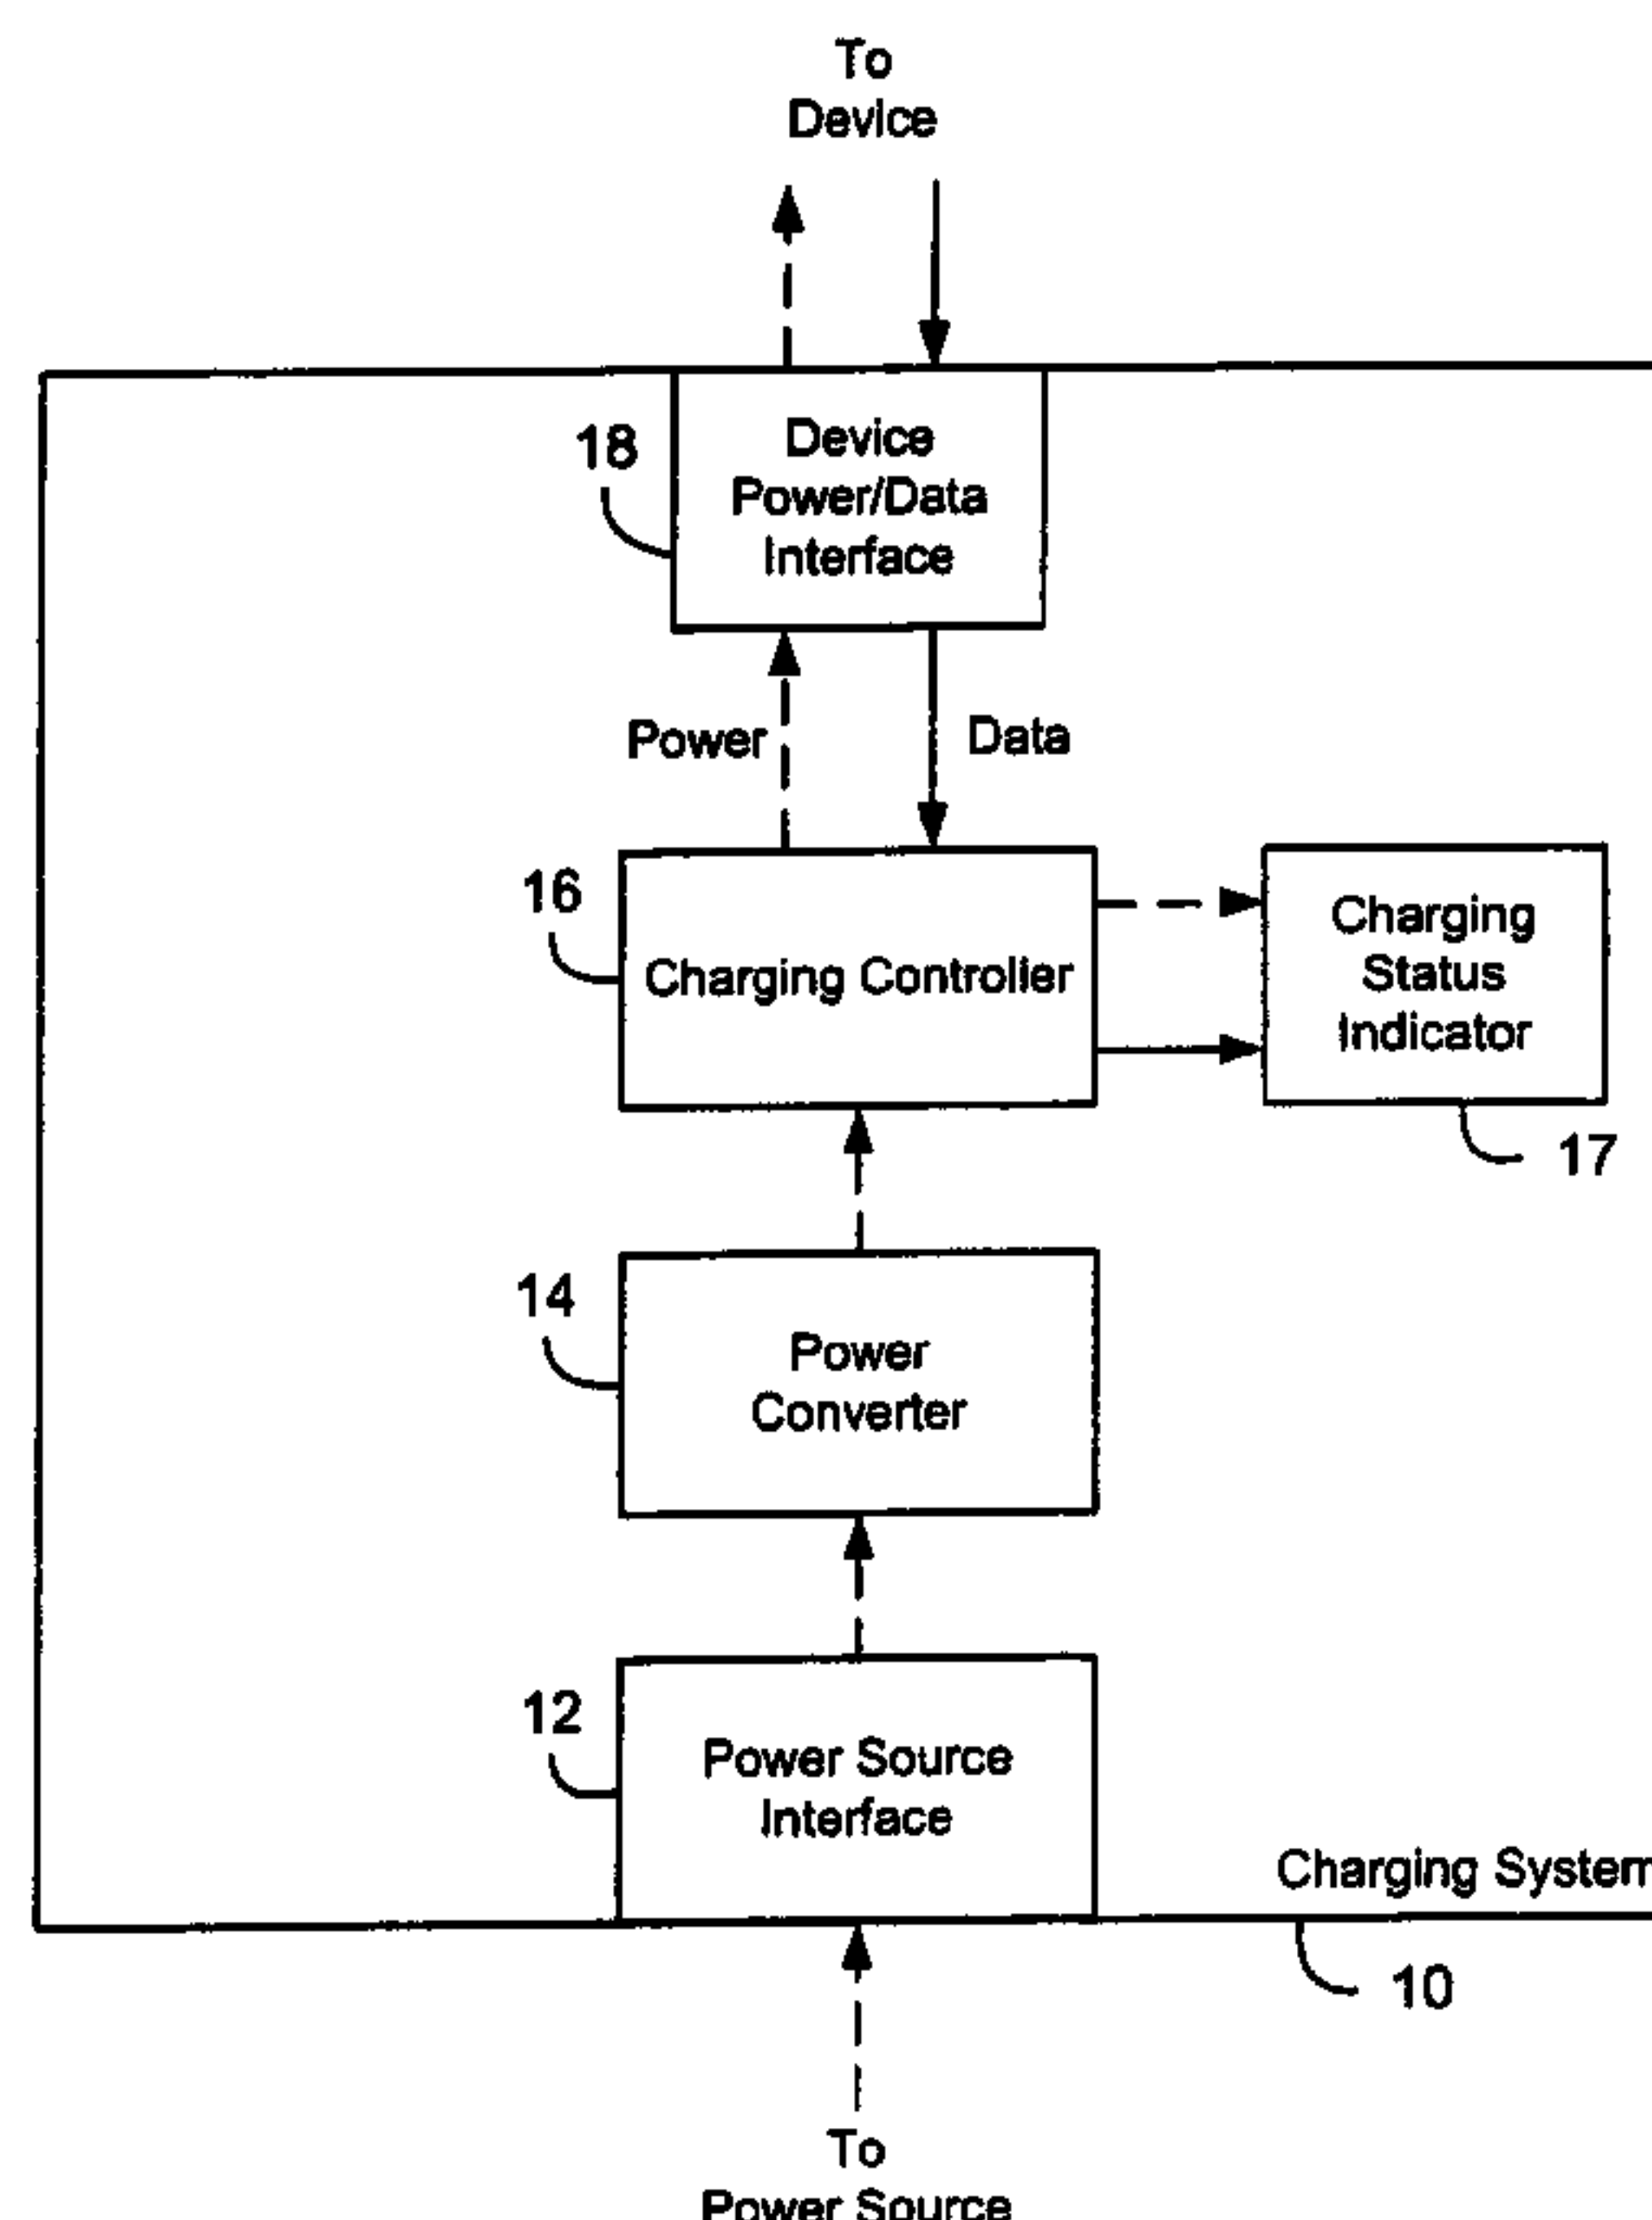 To
Device
18
Device
Power/Data
Interface
Power
Data
16
Charging Controller
Charging
Status
Indicator
17
14
Power
Converter
12
Power Source
Interface
Charging System
10
To
Power Source